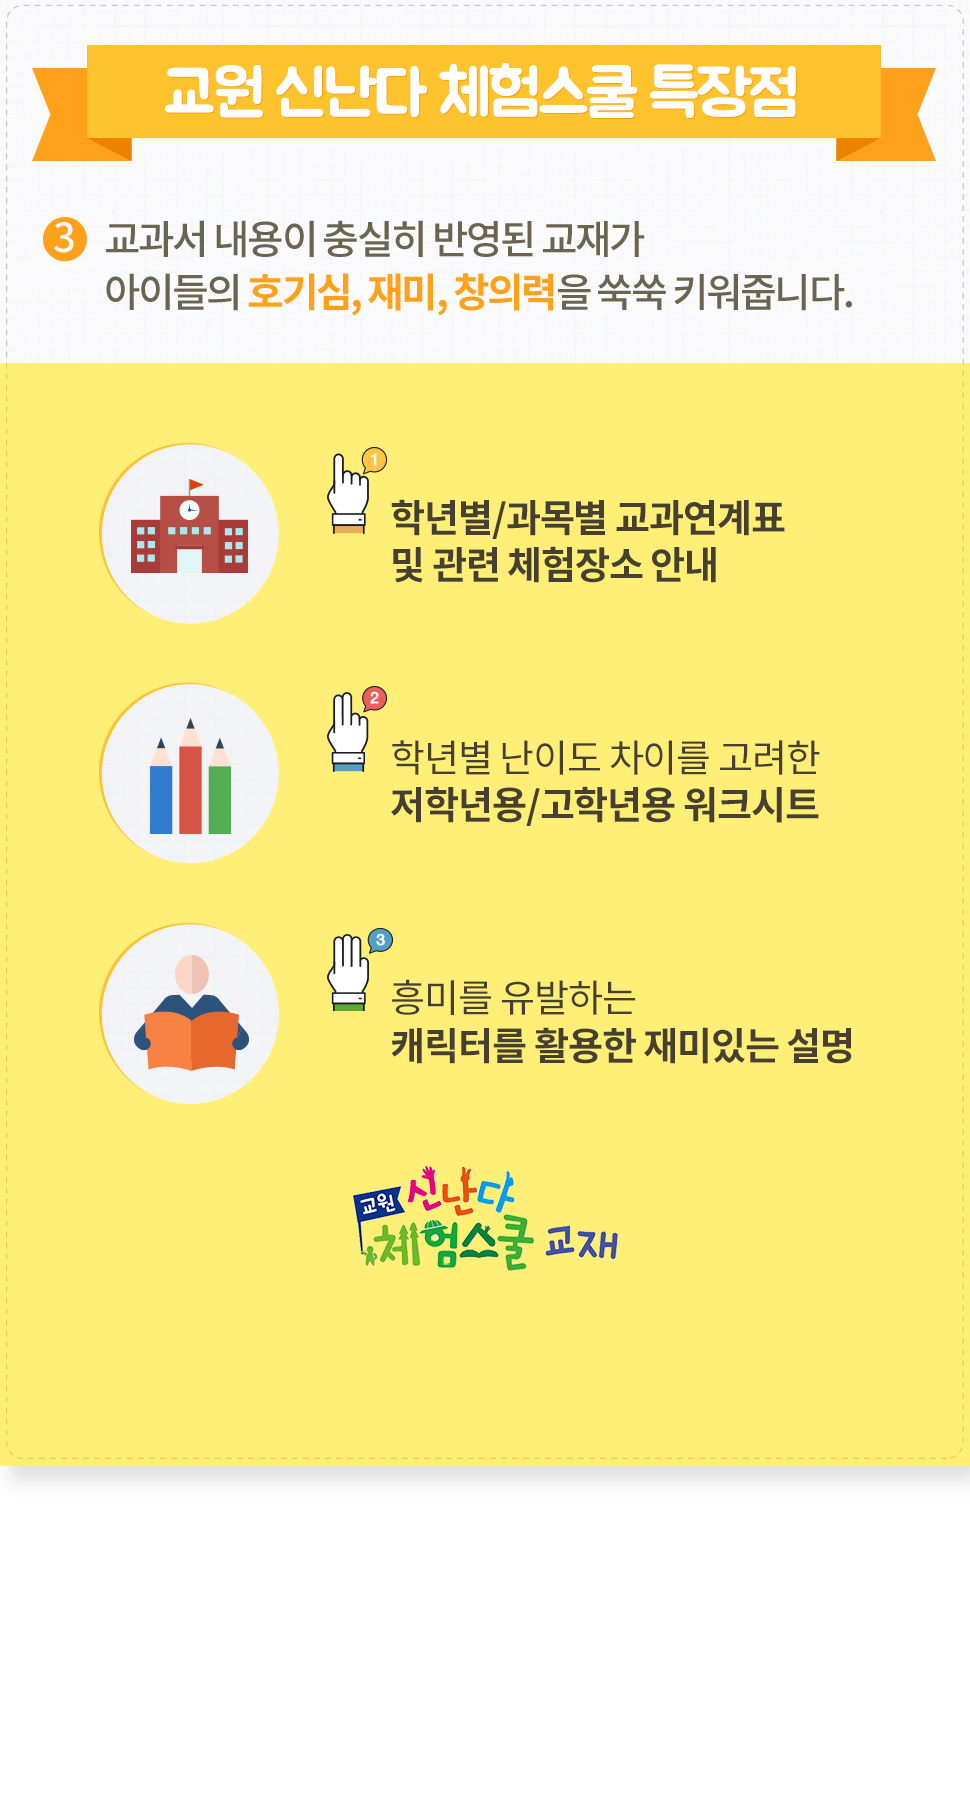 교원 신난다 체험스쿨 특장점
3 교과서 내용이 충실히 반영된 교재가
아이들의 호기심, 재미, 창의력을 쑥쑥 키워줍니다.
1
학년별/과목별 교과연계표
및 관련 체험장소 안내
2
학년별 난이도 차이를 고려한
저학년용/고학년용 워크시트
3
흥미를 유발하는
캐릭터를 활용한 재미있는 설명
교원 신난다
체험스쿨 교재